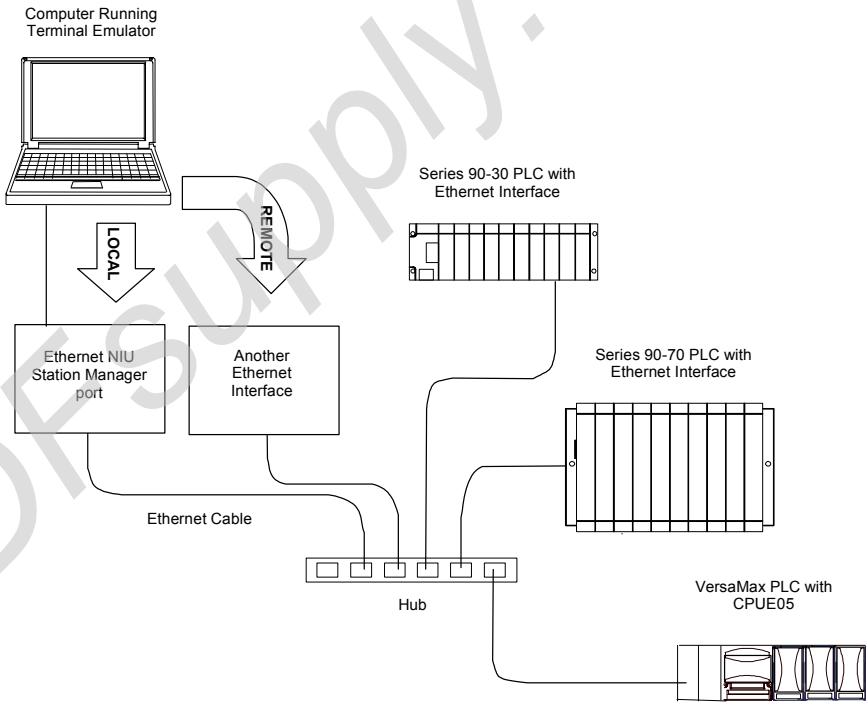 Computer Running
Terminal Emulator
Series 90-30 PLC with
Ethernet Interface
LOCAL
REMOTE
Ethernet NIU
Station Manager
port
Another
Ethernet
Interface
Series 90-70 PLC with
Ethernet Interface
Ethernet Cable
Hub
VersaMax PLC with
CPUE05
DFsupply.